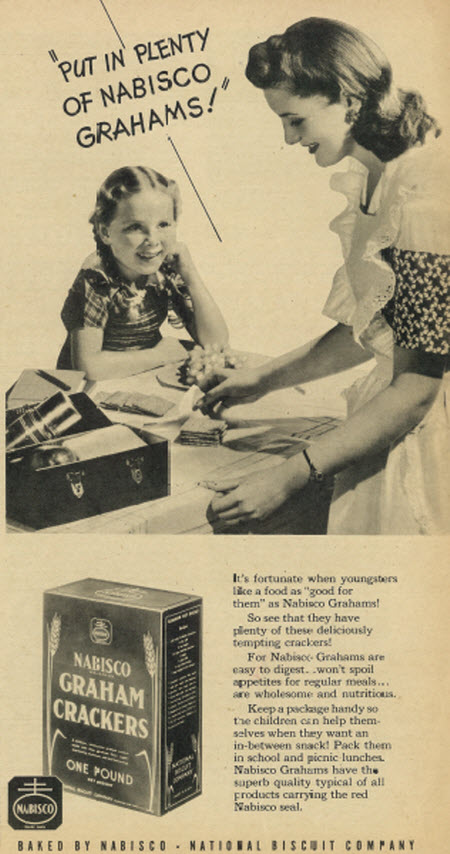 "PUT IN PLENTY
OF NABISCO
GRAHAMS!"
It's fortunate when youngsters
like a food as "good for
them" as Nabisco Grahams!
So see that they have
plenty of these deliciously
tempting crackers!
For Nabisco Grahams are
easy to digest...won't spoil
appetites for regular meals...
are wholesome and nutritious.
Keep a package handy so
the children can help them-
selves when they want an
in-between snack! Pack them
in school and picnic lunches.
Nabisco Grahams have the
superb quality typical of all
products carrying the red
Nabisco seal.
NABISCO
GRAHAM
CRACKERS
ONE POUND
NATIONAL
BISCUIT
COMPANY
NABISCO
BAKED BY NABISCO • NATIONAL BISCUIT COMPANY